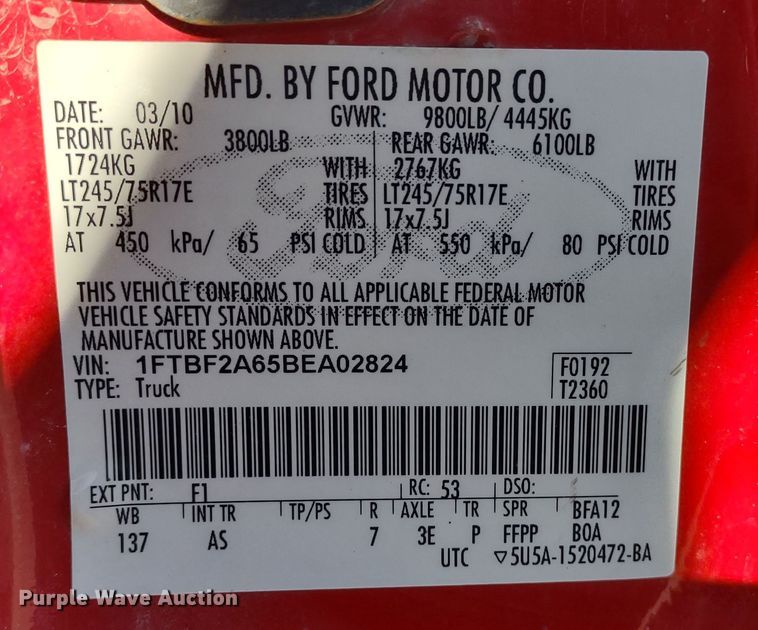 MFD. BY FORD MOTOR CO.
DATE: 03/10 GVWR: 9800LB/ 4445KG
FRONT GAWR: 3800LB REAR GAWR: 6100LB
1724KG WITH 2767KG WITH
LT245/75R17E TIRES LT245/75R17E TIRES
17x7.5J RIMS 17x7.5J RIMS
AT 450 kPa/ 65 PSI COLD AT 550 kPa/ 80 PSI COLD
Ford
THIS VEHICLE CONFORMS TO ALL APPLICABLE FEDERAL MOTOR
VEHICLE SAFETY STANDARDS IN EFFECT ON THE DATE OF
MANUFACTURE SHOWN ABOVE.
VIN: 1FTBF2A65BEA02824 F0192
TYPE: Truck T2360
EXT PNT: F1 RC: 53 DSO:
WB INT TR TP/PS R AXLE TR SPR BFA12
137 AS 7 3E P FFPP BOA
UTC ▽5U5A-1520472-BA
Purple Wave Auction